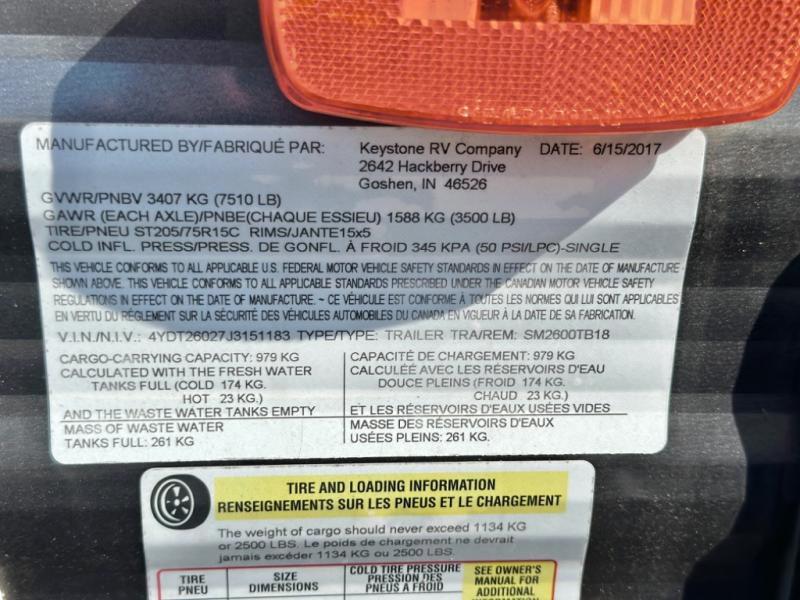 MANUFACTURED BY/FABRIQUÉ PAR: Keystone RV Company DATE: 6/15/2017
2642 Hackberry Drive
Goshen, IN 46526
GVWR/PNBV 3407 KG (7510 LB)
GAWR (EACH AXLE)/PNBE(CHAQUE ESSIEU) 1588 KG (3500 LB)
TIRE/PNEU ST205/75R15C RIMS/JANTE15x5
COLD INFL. PRESS/PRESS. DE GONFL. À FROID 345 KPA (50 PSI/LPC)-SINGLE
THIS VEHICLE CONFORMS TO ALL APPLICABLE U.S. FEDERAL MOTOR VEHICLE SAFETY STANDARDS IN EFFECT ON THE DATE OF MANUFACTURE
SHOWN ABOVE. THIS VEHICLE CONFORMS TO ALL APPLICABLE STANDARDS PRESCRIBED UNDER THE CANADIAN MOTOR VEHICLE SAFETY
REGULATIONS IN EFFECT ON THE DATE OF MANUFACTURE. ~ CE VÉHICULE EST CONFORME À TOUTES LES NORMES QUI LUI SONT APPLICABLES
EN VERTU DU RÈGLEMENT SUR LA SÉCURITÉ DES VÉHICULES AUTOMOBILES DU CANADA EN VIGUEUR À LA DATE DE SA FABRICATION.
V.I.N./N.I.V.: 4YDT26027J3151183 TYPE/TYPE: TRAILER TRA/REM: SM2600TB18
CARGO-CARRYING CAPACITY: 979 KG
CALCULATED WITH THE FRESH WATER
TANKS FULL (COLD 174 KG.
HOT 23 KG.)
AND THE WASTE WATER TANKS EMPTY
MASS OF WASTE WATER
TANKS FULL: 261 KG
CAPACITÉ DE CHARGEMENT: 979 KG
CALCULÉE AVEC LES RÉSERVOIRS D'EAU
DOUCE PLEINS (FROID 174 KG.
CHAUD 23 KG.)
ET LES RÉSERVOIRS D'EAUX USÉES VIDES
MASSE DES RÉSERVOIRS D'EAUX
USÉES PLEINS: 261 KG.
TIRE AND LOADING INFORMATION
RENSEIGNEMENTS SUR LES PNEUS ET LE CHARGEMENT
The weight of cargo should never exceed 1134 KG
or 2500 LBS. Le poids de chargement ne devrait
jamais excéder 1134 KG ou 2500 LBS.
TIRE
PNEU
SIZE
DIMENSIONS
COLD TIRE PRESSURE
PRESSION DES
PNEUS A FROID
SEE OWNER'S
MANUAL FOR
ADDITIONAL
INFORMATION